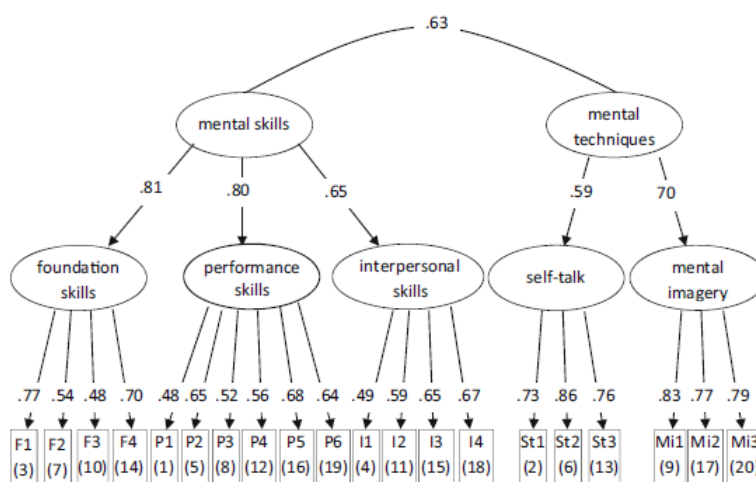 .63
mental skills
mental
techniques
.81 .80 .65 .59 70
foundation
skills
performance
skills
interpersonal
skills
self-talk
mental
imagery
.77 .54 .48 .70 .48 .65 .52 .56 .68 .64 .49 .59 .65 .67 .73 .86 .76 .83 .77 .79
F1 F2 F3 F4 P1 P2 P3 P4 P5 P6 I1 I2 I3 I4 St1 St2 St3 Mi1 Mi2 Mi3
(3) (7) (10) (14) (1) (5) (8) (12) (16) (19) (4) (11) (15) (18) (2) (6) (13) (9) (17) (20)